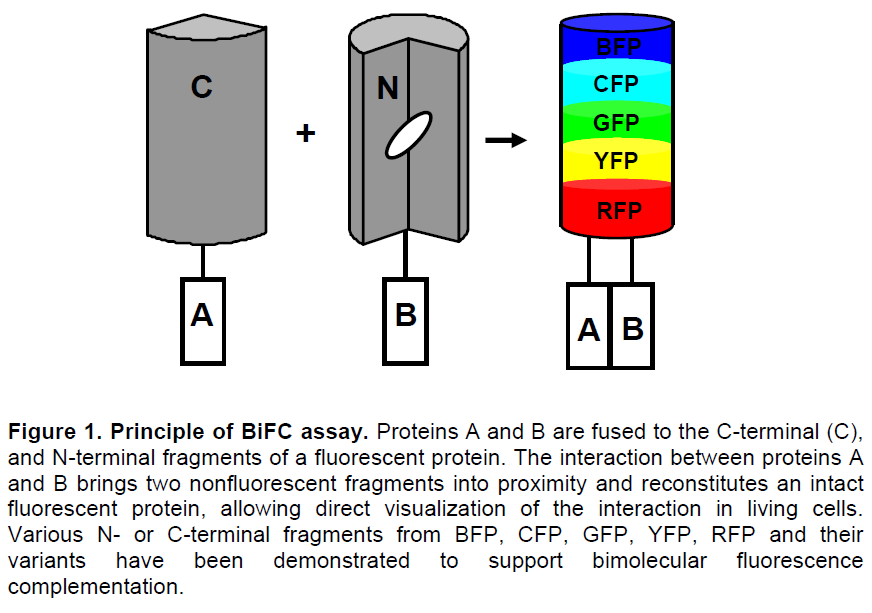 C
N
+
BFP
CFP
GFP
YFP
RFP
A
B
A B
Figure 1. Principle of BiFC assay. Proteins A and B are fused to the C-terminal (C),
and N-terminal fragments of a fluorescent protein. The interaction between proteins A
and B brings two nonfluorescent fragments into proximity and reconstitutes an intact
fluorescent protein, allowing direct visualization of the interaction in living cells.
Various N- or C-terminal fragments from BFP, CFP, GFP, YFP, RFP and their
variants have been demonstrated to support bimolecular fluorescence
complementation.